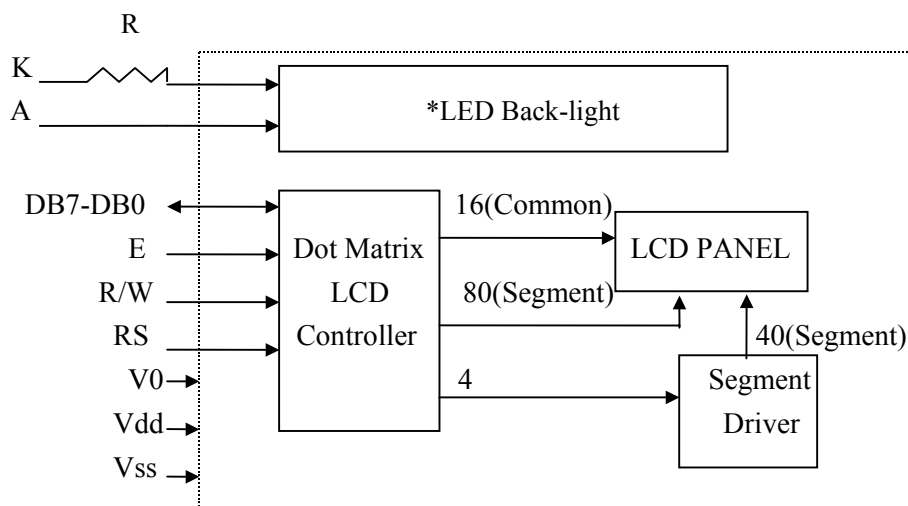 R
K
A
*LED Back-light
DB7-DB0
E
R/W
RS
V0
Vdd
Vss
Dot Matrix
LCD
Controller
16(Common)
80(Segment)
4
LCD PANEL
40(Segment)
Segment
Driver